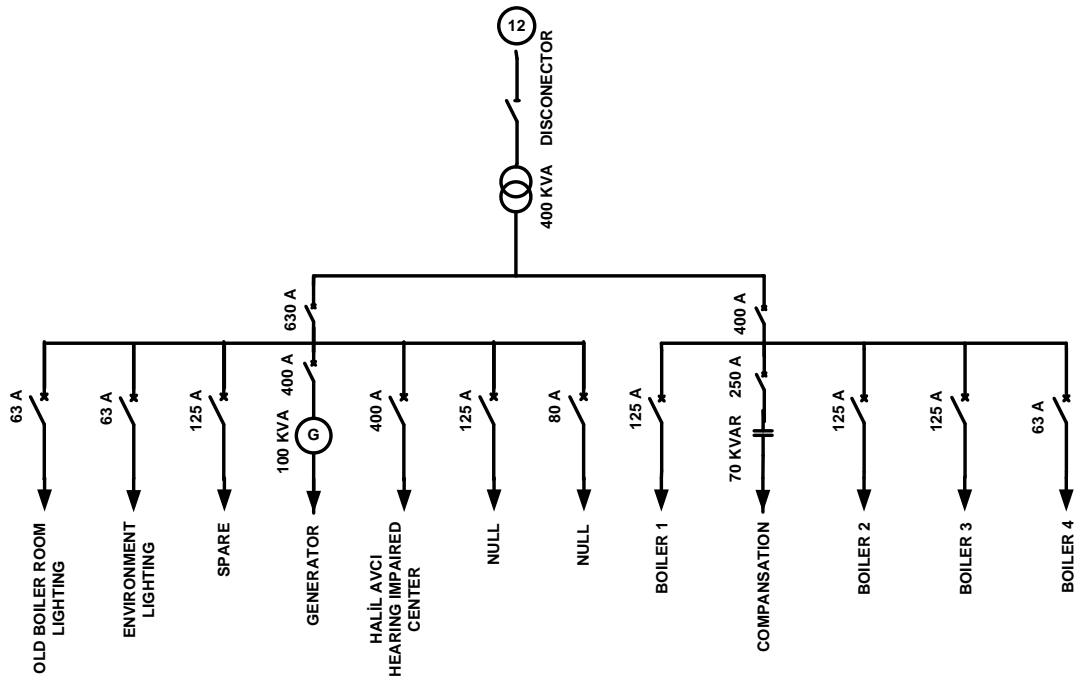 12
DISCONECTOR
400 KVA
630 A
400 A
63 A
63 A
125 A
400 A
100 KVA
G
400 A
125 A
80 A
125 A
250 A
70 KVAR
125 A
125 A
63 A
OLD BOILER ROOM
LIGHTING
ENVIRONMENT
LIGHTING
SPARE
GENERATOR
HALİL AVCI
HEARING IMPAIRED
CENTER
NULL
NULL
BOILER 1
COMPANSATION
BOILER 2
BOILER 3
BOILER 4